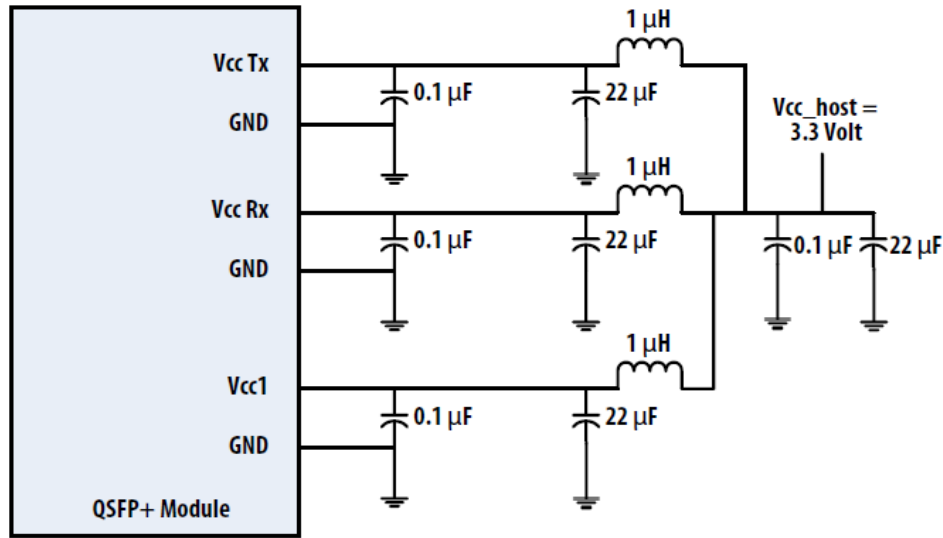 1 μH
Vcc Tx
0.1 μF
22 μF
GND
Vcc_host =
3.3 Volt
1 μH
Vcc Rx
0.1 μF
22 μF
0.1 μF
22 μF
GND
1 μH
Vcc1
0.1 μF
22 μF
GND
QSFP+ Module